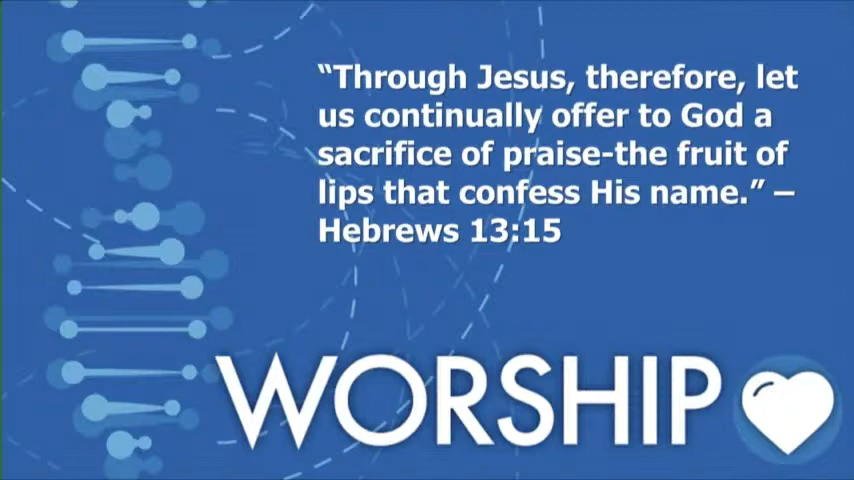 “Through Jesus, therefore, let
us continually offer to God a
sacrifice of praise-the fruit of
lips that confess His name.” –
Hebrews 13:15
WORSHIP